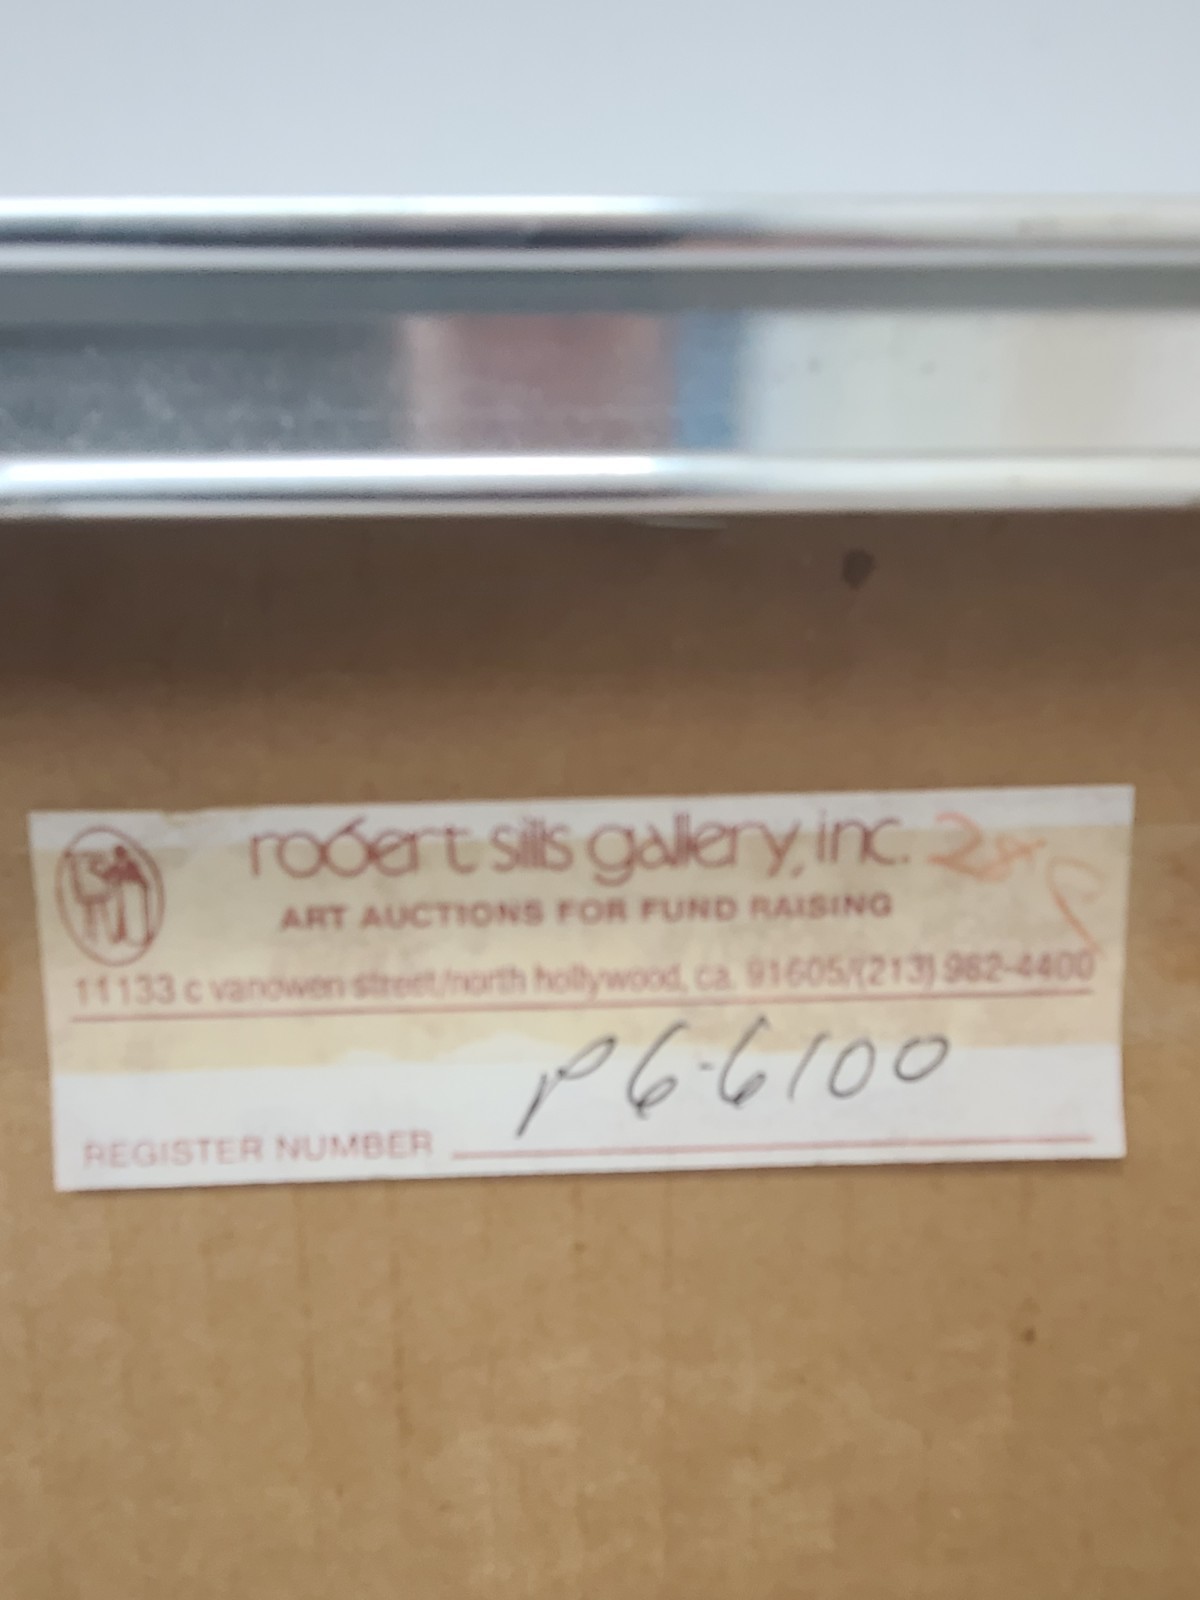 robert sills gallery, inc.
ART AUCTIONS FOR FUND RAISING
11133 c vanowen street/north hollywood, ca. 91605/(213) 982-4400
P6-6100
REGISTER NUMBER